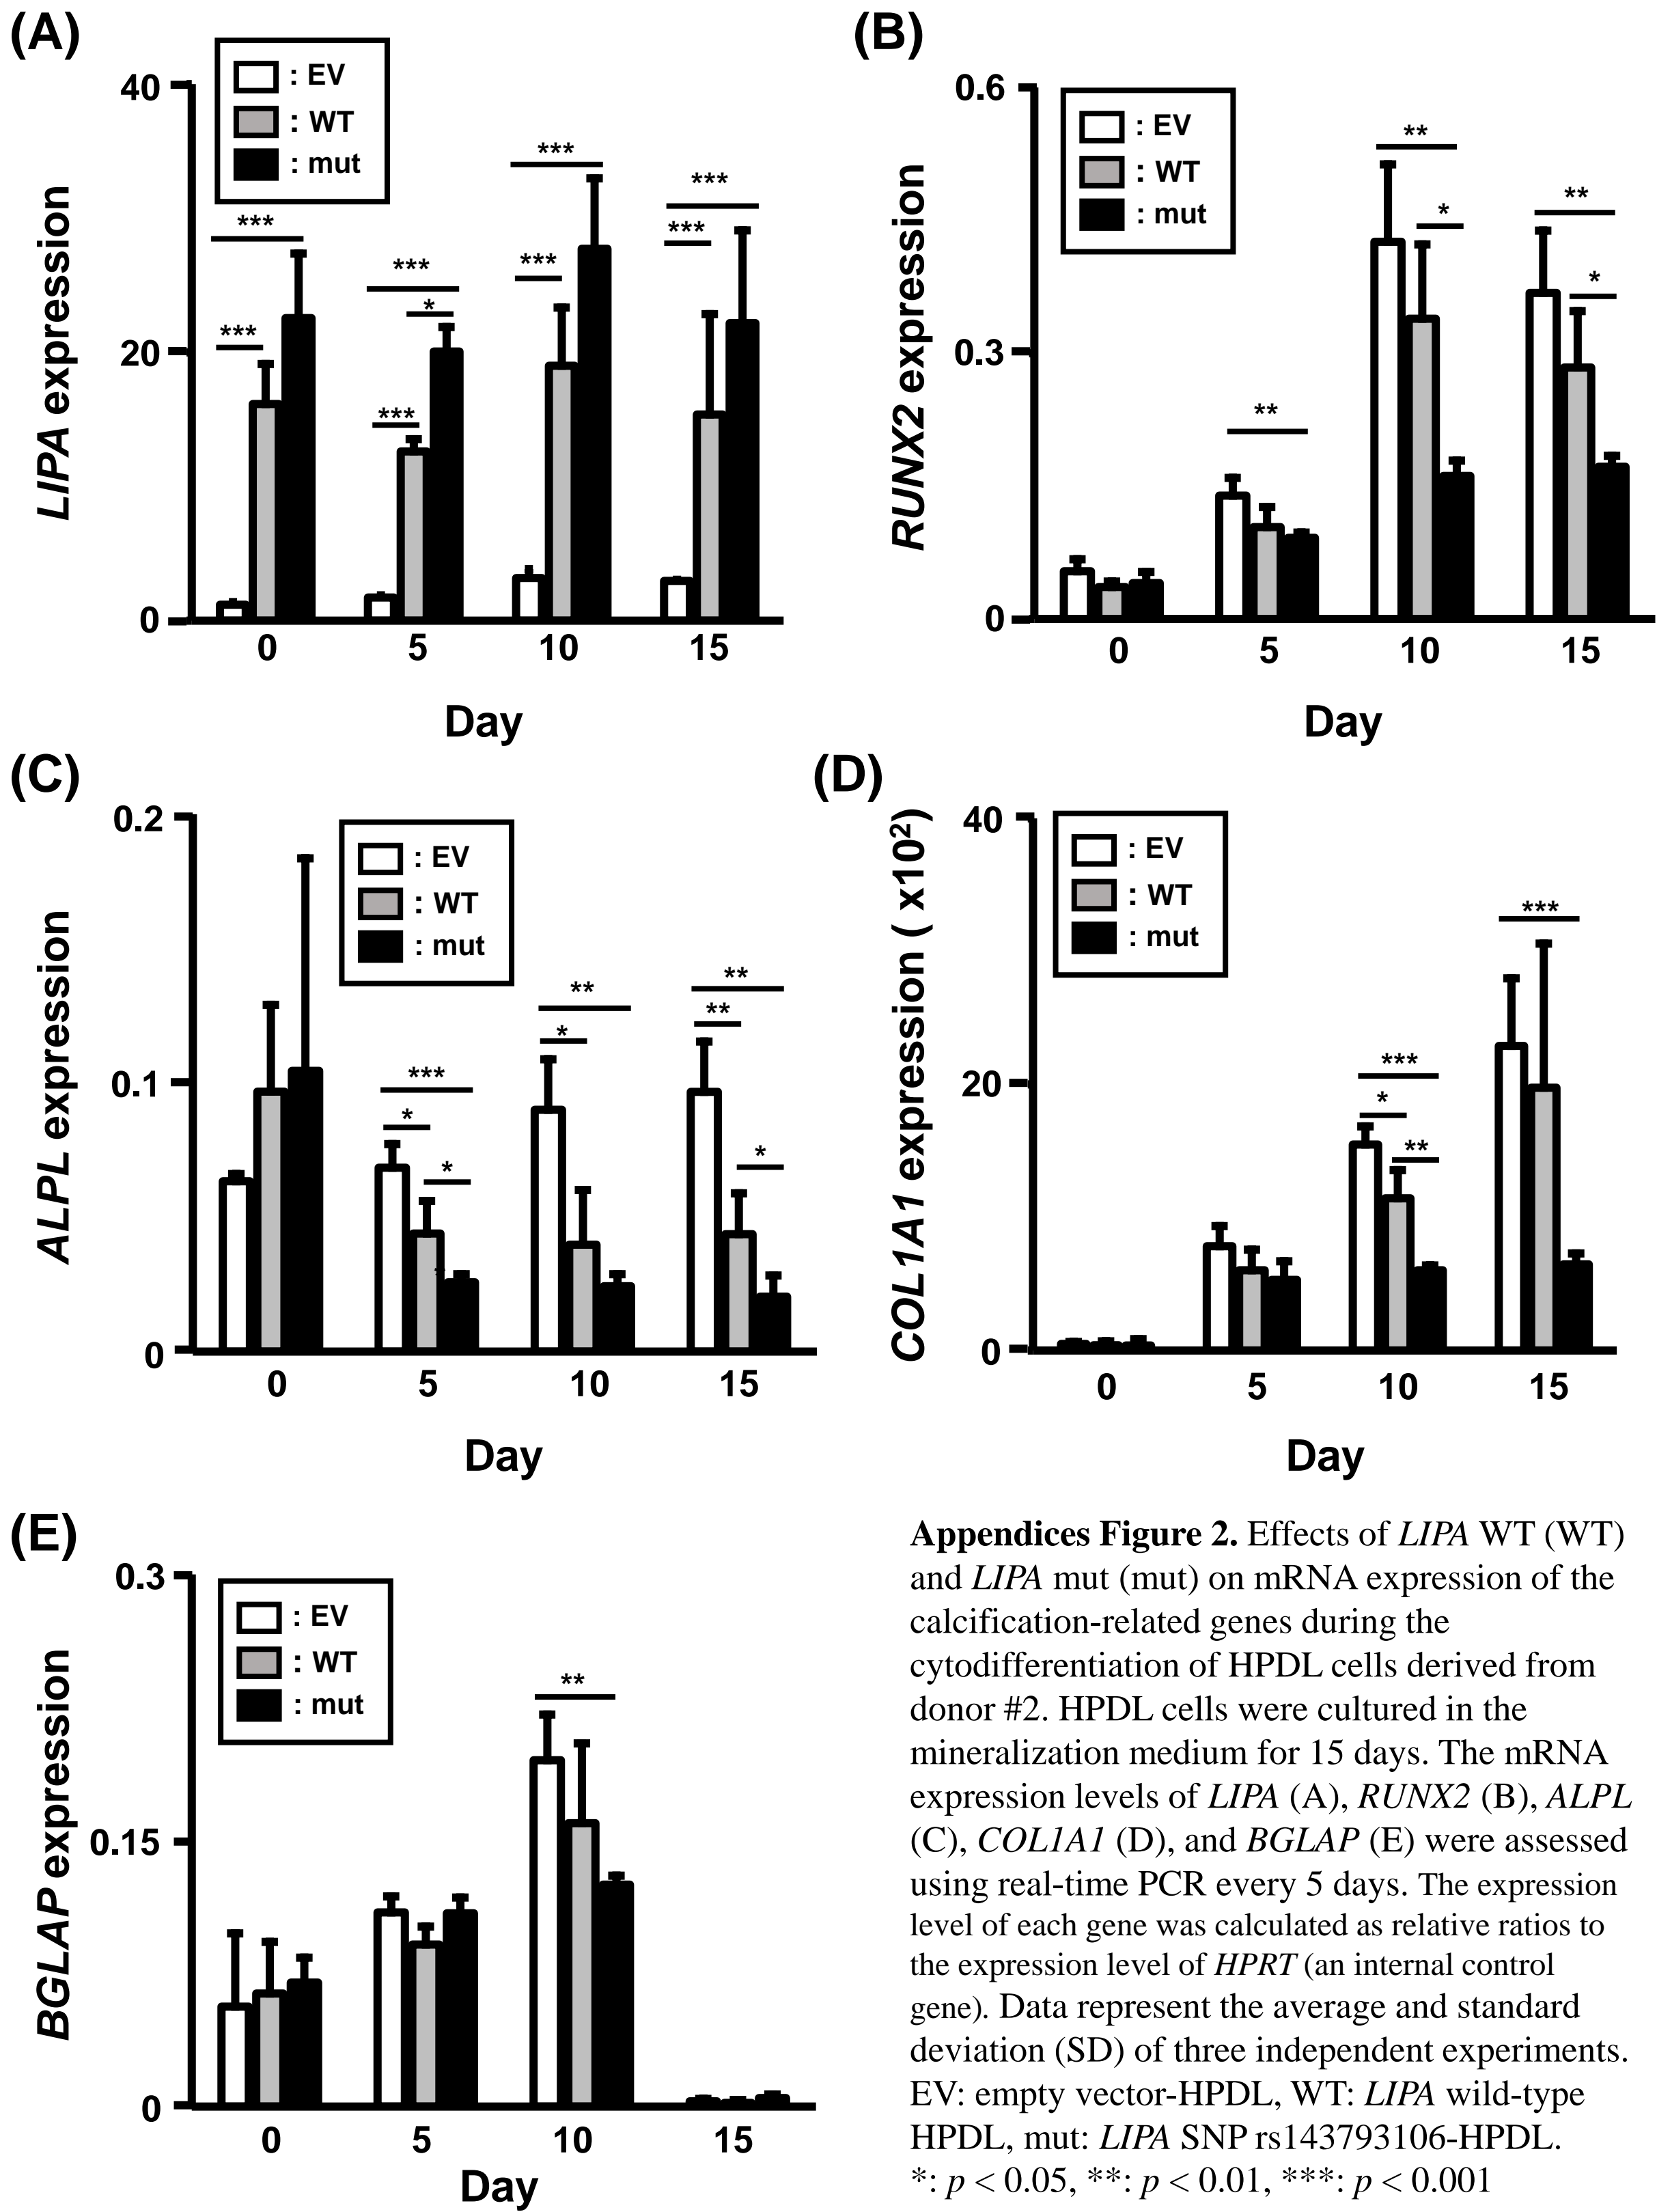 (A)
40
20
0
LIPA expression
: EV
: WT
: mut
***
***
***
***
*
***
***
***
***
0 5 10 15
Day
(B)
0.6
0.3
0
RUNX2 expression
: EV
: WT
: mut
**
**
*
**
*
0 5 10 15
Day
(C)
0.2
0.1
0
ALPL expression
: EV
: WT
: mut
***
*
*
*
**
*
**
**
*
0 5 10 15
Day
(D)
40
20
0
COL1A1 expression ( x10²)
: EV
: WT
: mut
***
*
**
***
0 5 10 15
Day
(E)
0.3
0.15
0
BGLAP expression
: EV
: WT
: mut
**
0 5 10 15
Day
Appendices Figure 2. Effects of LIPA WT (WT)
and LIPA mut (mut) on mRNA expression of the
calcification-related genes during the
cytodifferentiation of HPDL cells derived from
donor #2. HPDL cells were cultured in the
mineralization medium for 15 days. The mRNA
expression levels of LIPA (A), RUNX2 (B), ALPL
(C), COL1A1 (D), and BGLAP (E) were assessed
using real-time PCR every 5 days. The expression
level of each gene was calculated as relative ratios to
the expression level of HPRT (an internal control
gene). Data represent the average and standard
deviation (SD) of three independent experiments.
EV: empty vector-HPDL, WT: LIPA wild-type
HPDL, mut: LIPA SNP rs143793106-HPDL.
*: p < 0.05, **: p < 0.01, ***: p < 0.001